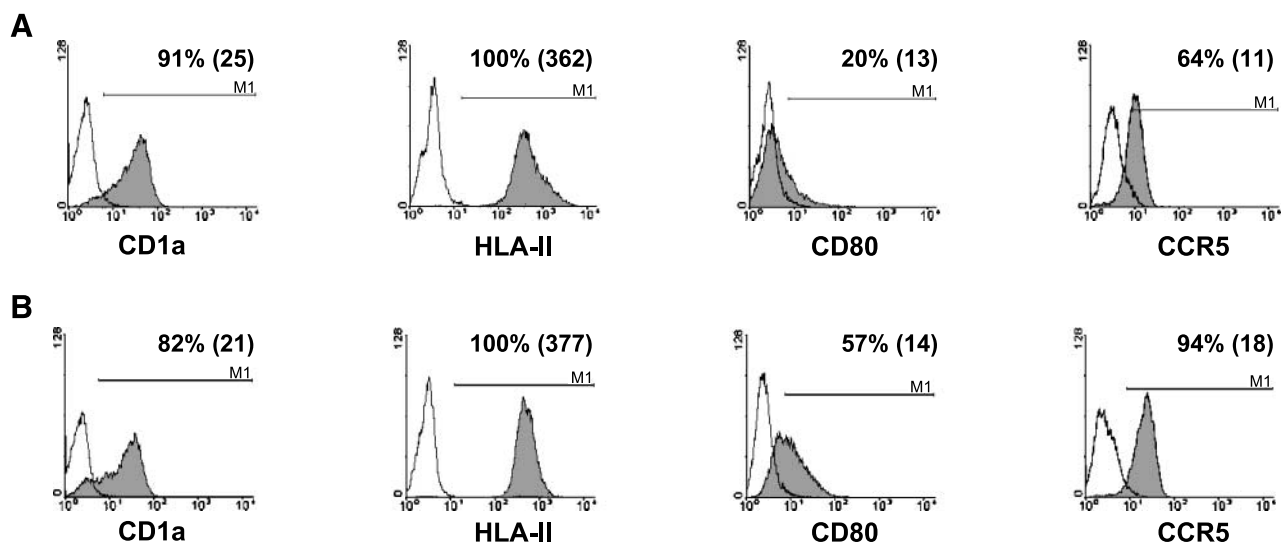 A
91% (25)
128
M1
0
10⁰ 10¹ 10² 10³ 10⁴
CD1a
100% (362)
128
M1
0
10⁰ 10¹ 10² 10³ 10⁴
HLA-II
20% (13)
128
M1
0
10⁰ 10¹ 10² 10³ 10⁴
CD80
64% (11)
128
M1
0
10⁰ 10¹ 10² 10³ 10⁴
CCR5
B
82% (21)
128
M1
0
10⁰ 10¹ 10² 10³ 10⁴
CD1a
100% (377)
128
M1
0
10⁰ 10¹ 10² 10³ 10⁴
HLA-II
57% (14)
128
M1
0
10⁰ 10¹ 10² 10³ 10⁴
CD80
94% (18)
128
M1
0
10⁰ 10¹ 10² 10³ 10⁴
CCR5